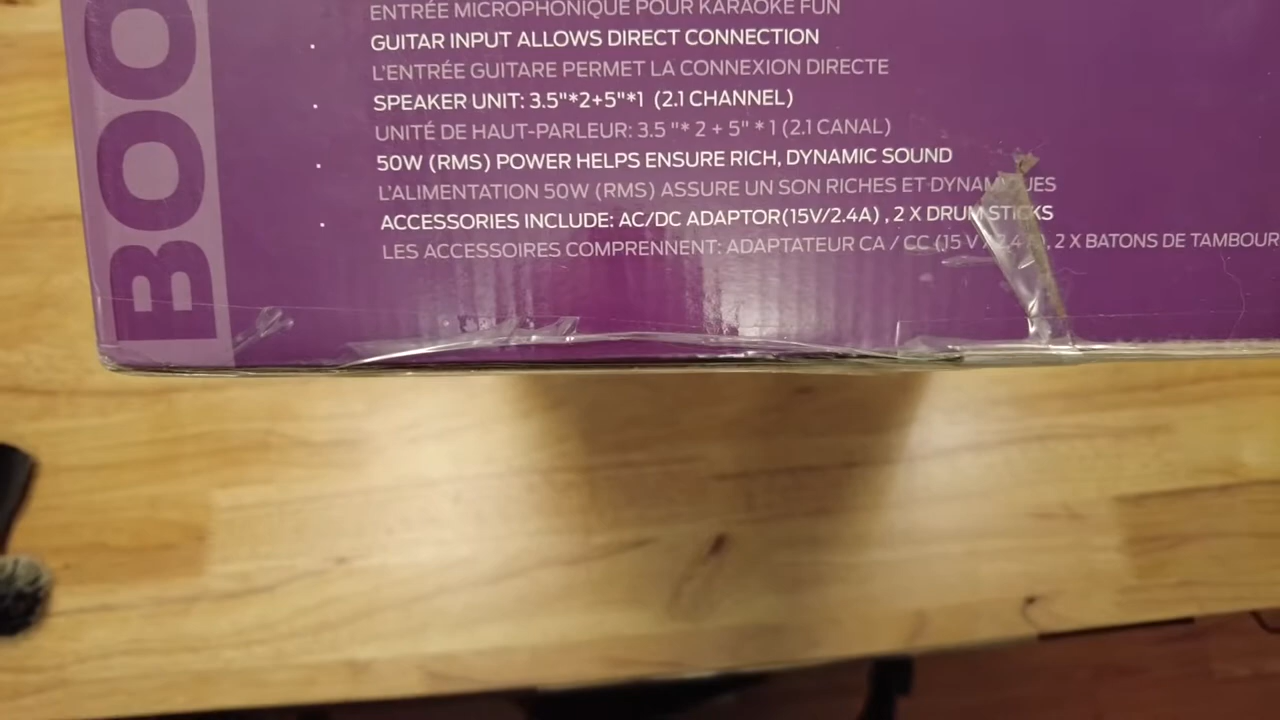 BOO
ENTRÉE MICROPHONIQUE POUR KARAOKE FUN
GUITAR INPUT ALLOWS DIRECT CONNECTION
L'ENTRÉE GUITARE PERMET LA CONNEXION DIRECTE
SPEAKER UNIT: 3.5"*2+5"*1 (2.1 CHANNEL)
UNITÉ DE HAUT-PARLEUR: 3.5 "* 2 + 5" * 1 (2.1 CANAL)
50W (RMS) POWER HELPS ENSURE RICH, DYNAMIC SOUND
L'ALIMENTATION 50W (RMS) ASSURE UN SON RICHES ET DYNAMIQUES
ACCESSORIES INCLUDE: AC/DC ADAPTOR(15V/2.4A) , 2 X DRUM STICKS
LES ACCESSOIRES COMPRENNENT: ADAPTATEUR CA / CC (15 V / 2.4 A), 2 X BATONS DE TAMBOUR